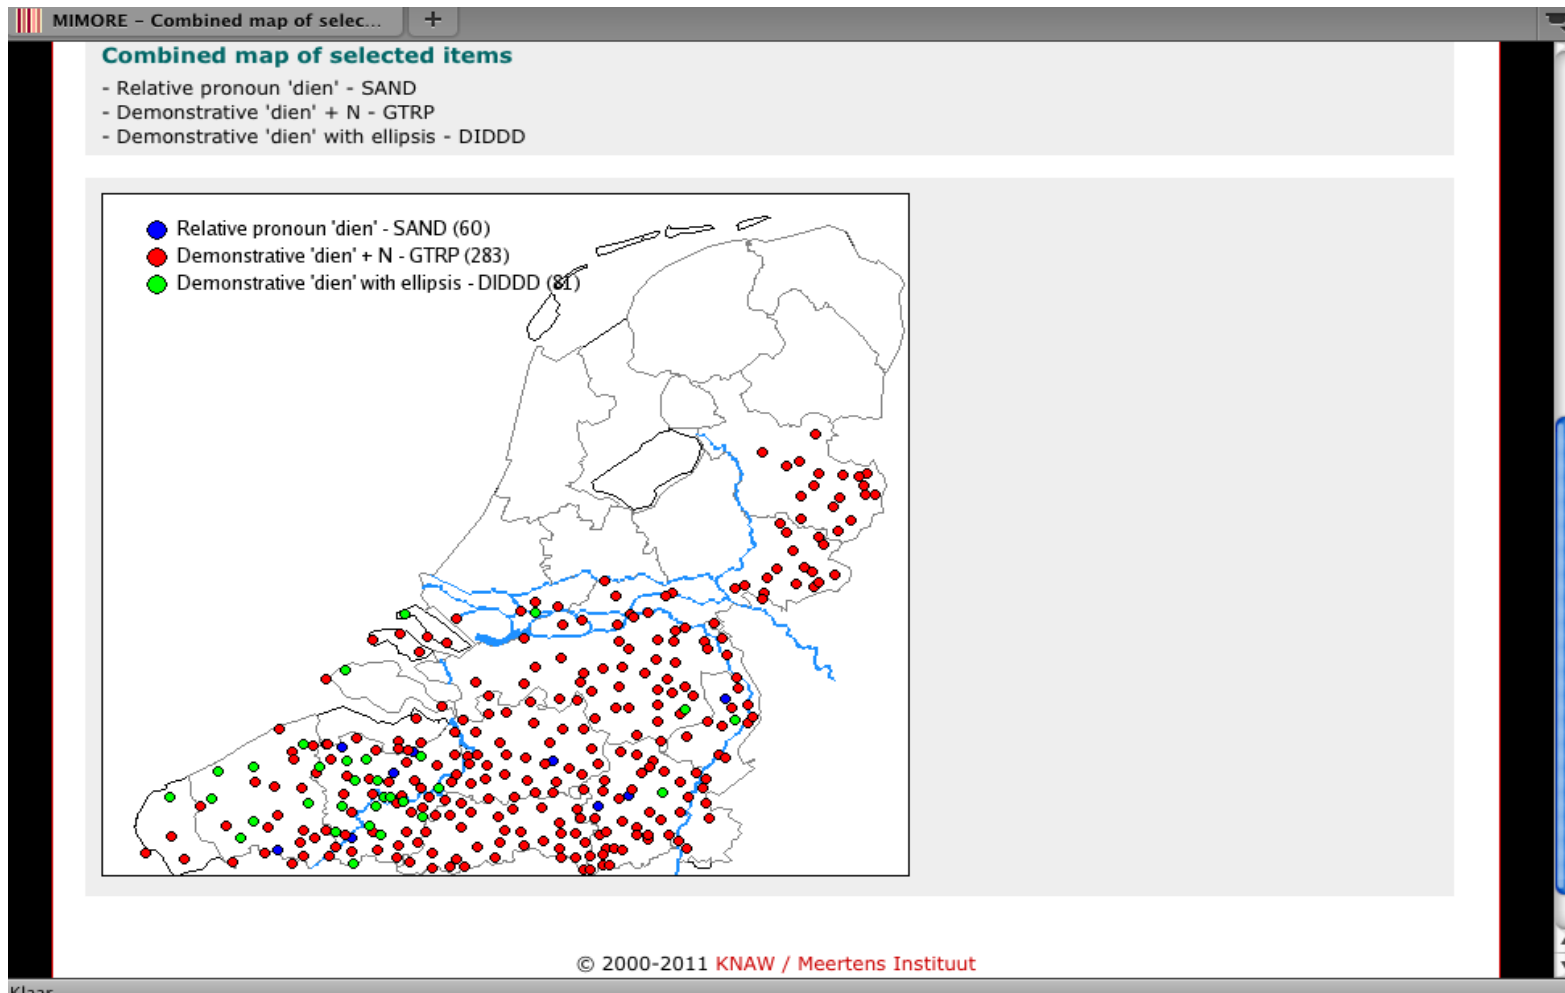 MIMORE – Combined map of selec...
+
Combined map of selected items
- Relative pronoun 'dien' - SAND
- Demonstrative 'dien' + N - GTRP
- Demonstrative 'dien' with ellipsis - DIDDD
Relative pronoun 'dien' - SAND (60)
Demonstrative 'dien' + N - GTRP (283)
Demonstrative 'dien' with ellipsis - DIDDD (81)
© 2000-2011 KNAW / Meertens Instituut
Klaar